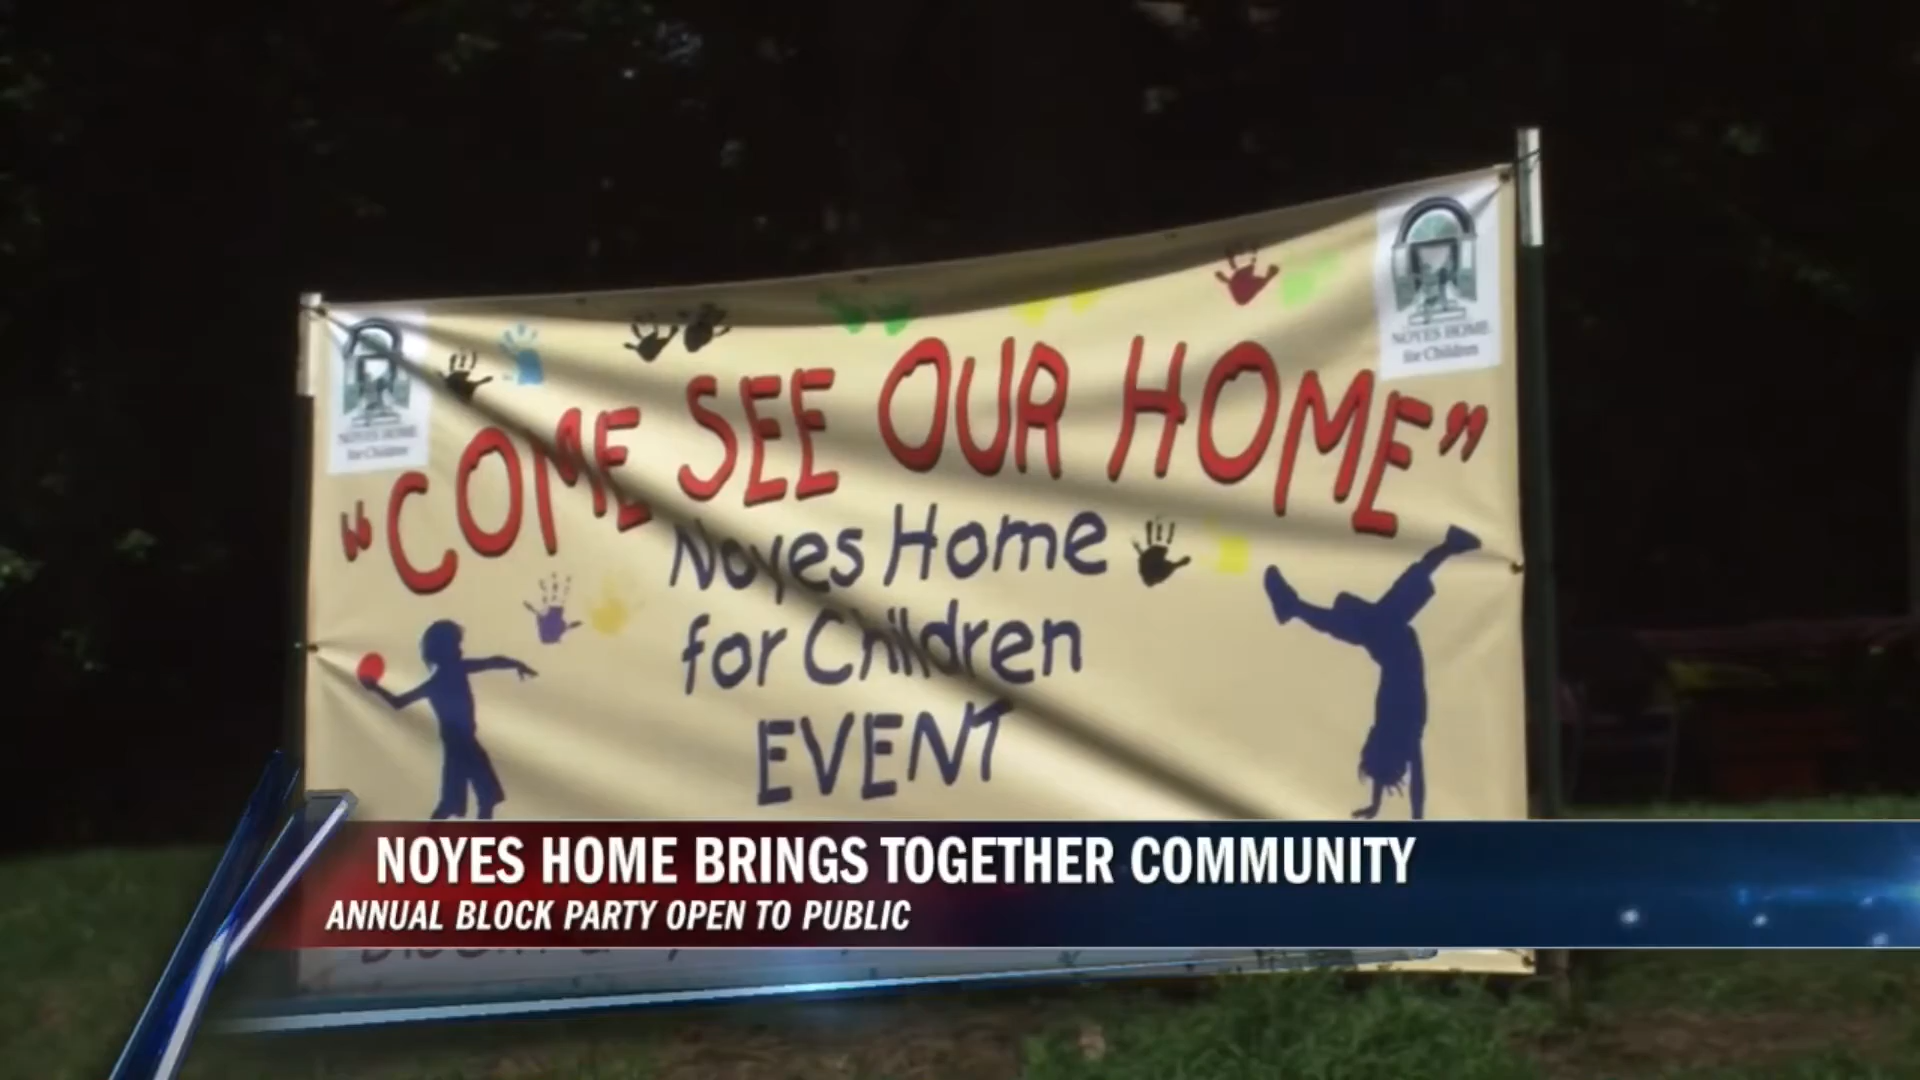 NOYES HOME
for Children
NOYES HOME
for Children
"COME SEE OUR HOME"
Noyes Home
for Children
EVENT
NOYES HOME BRINGS TOGETHER COMMUNITY
ANNUAL BLOCK PARTY OPEN TO PUBLIC